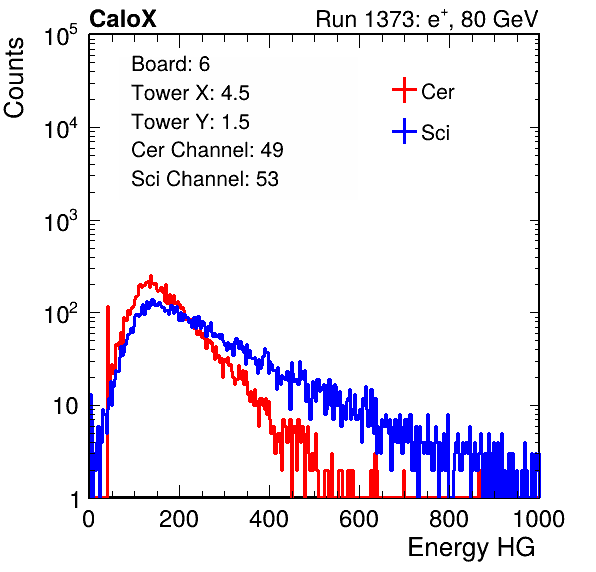 CaloX Run 1373: e⁺, 80 GeV
Counts
10⁵
10⁴
10³
10²
10
1
Board: 6
Tower X: 4.5
Tower Y: 1.5
Cer Channel: 49
Sci Channel: 53
Cer
Sci
0 200 400 600 800 1000
Energy HG